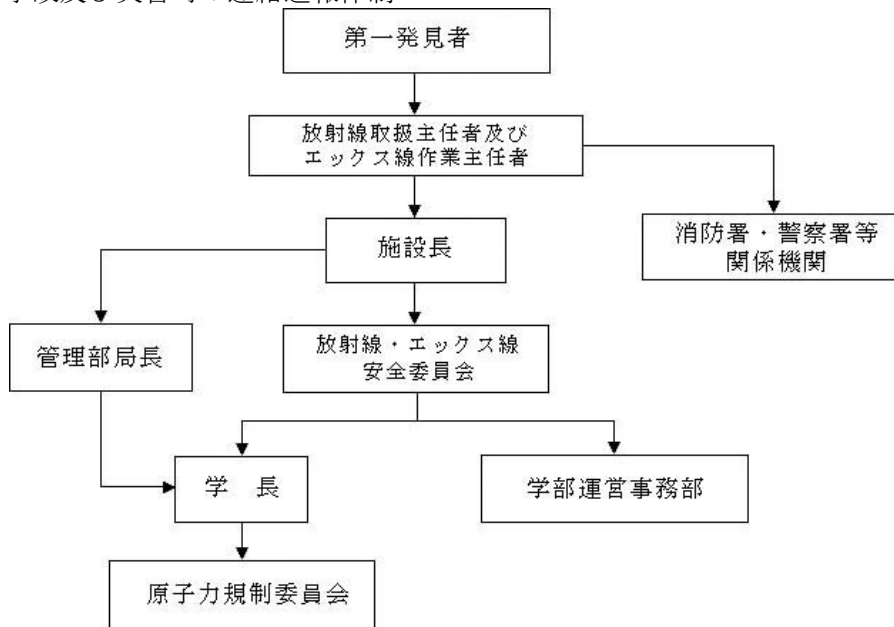 第一発見者
放射線取扱主任者及び
エックス線作業主任者
施設長
消防署・警察署等
関係機関
管理部局長
放射線・エックス線
安全委員会
学　長
学部運営事務部
原子力規制委員会